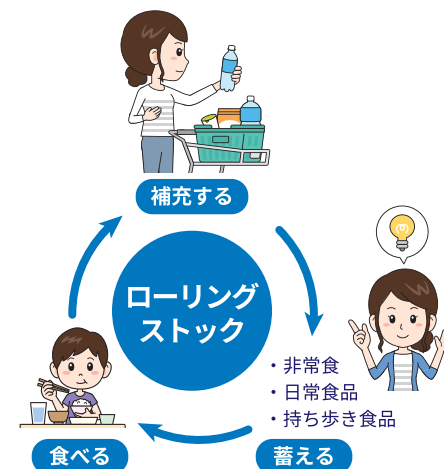 補充する
ローリング
ストック
・非常食
・日常食品
・持ち歩き食品
食べる
蓄える